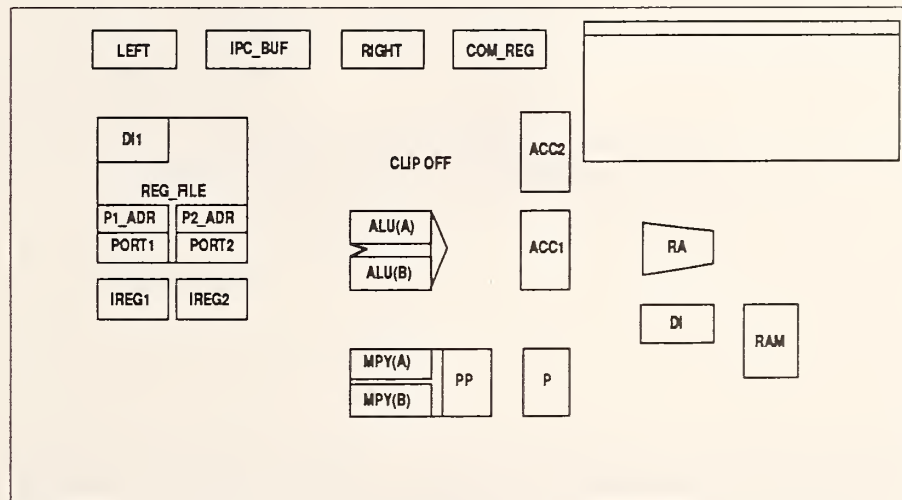 LEFT
IPC_BUF
RIGHT
COM_REG
DI1
REG_FILE
P1_ADR
P2_ADR
PORT1
PORT2
IREG1
IREG2
CLIP OFF
ALU(A)
ALU(B)
MPY(A)
MPY(B)
PP
ACC2
ACC1
P
RA
DI
RAM